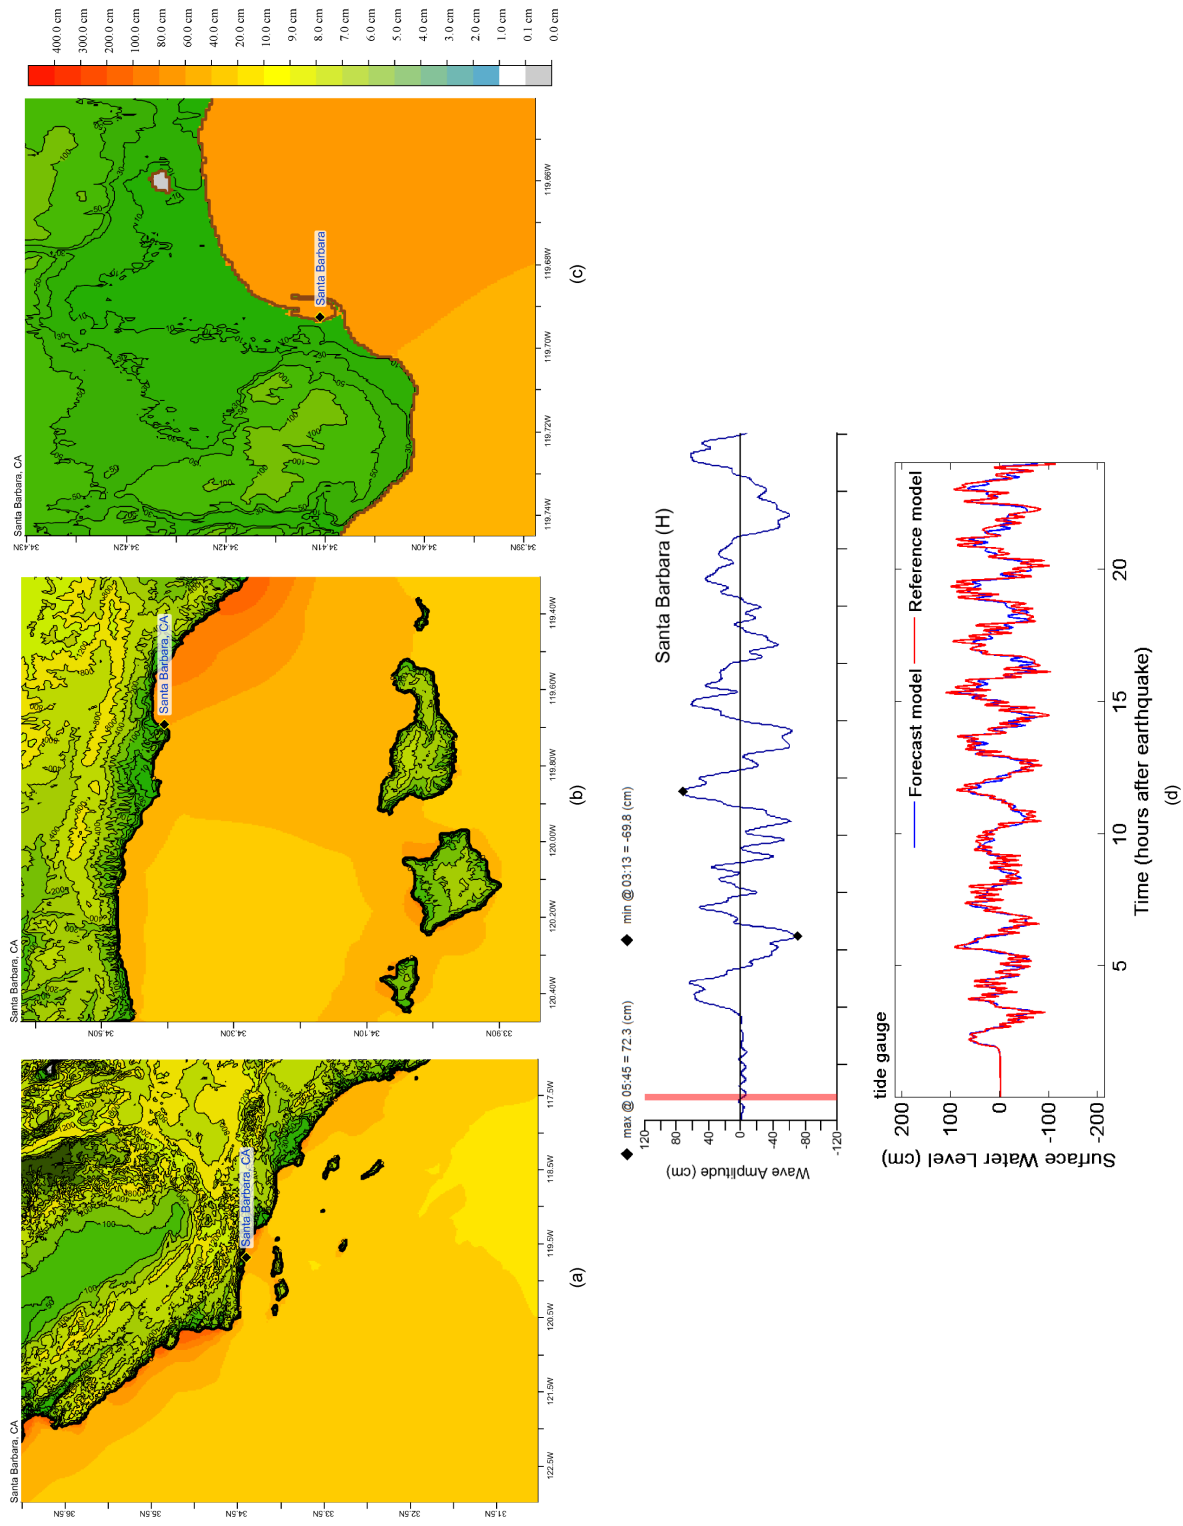 Santa Barbara, CA
36.5N
35.5N
34.5N
33.5N
32.5N
31.5N
Santa Barbara, CA
122.5W 121.5W 120.5W 119.5W 118.5W 117.5W
(a)
Santa Barbara, CA
34.50N
34.30N
34.10N
33.90N
Santa Barbara, CA
120.40W 120.20W 120.00W 119.80W 119.60W 119.40W
(b)
Santa Barbara, CA
34.43N
34.42N
34.42N
34.41N
34.40N
34.39N
Santa Barbara
119.74W 119.72W 119.70W 119.68W 119.66W
(c)
400.0 cm
300.0 cm
200.0 cm
100.0 cm
80.0 cm
60.0 cm
40.0 cm
20.0 cm
10.0 cm
9.0 cm
8.0 cm
7.0 cm
6.0 cm
5.0 cm
4.0 cm
3.0 cm
2.0 cm
1.0 cm
0.1 cm
0.0 cm
max @ 05:45 = 72.3 (cm) min @ 03:13 = -69.8 (cm)
Santa Barbara (H)
Wave Amplitude (cm)
120
80
40
0
-40
-80
-120
tide gauge
Forecast model Reference model
Surface Water Level (cm)
200
100
0
-100
-200
5 10 15 20
Time (hours after earthquake)
(d)